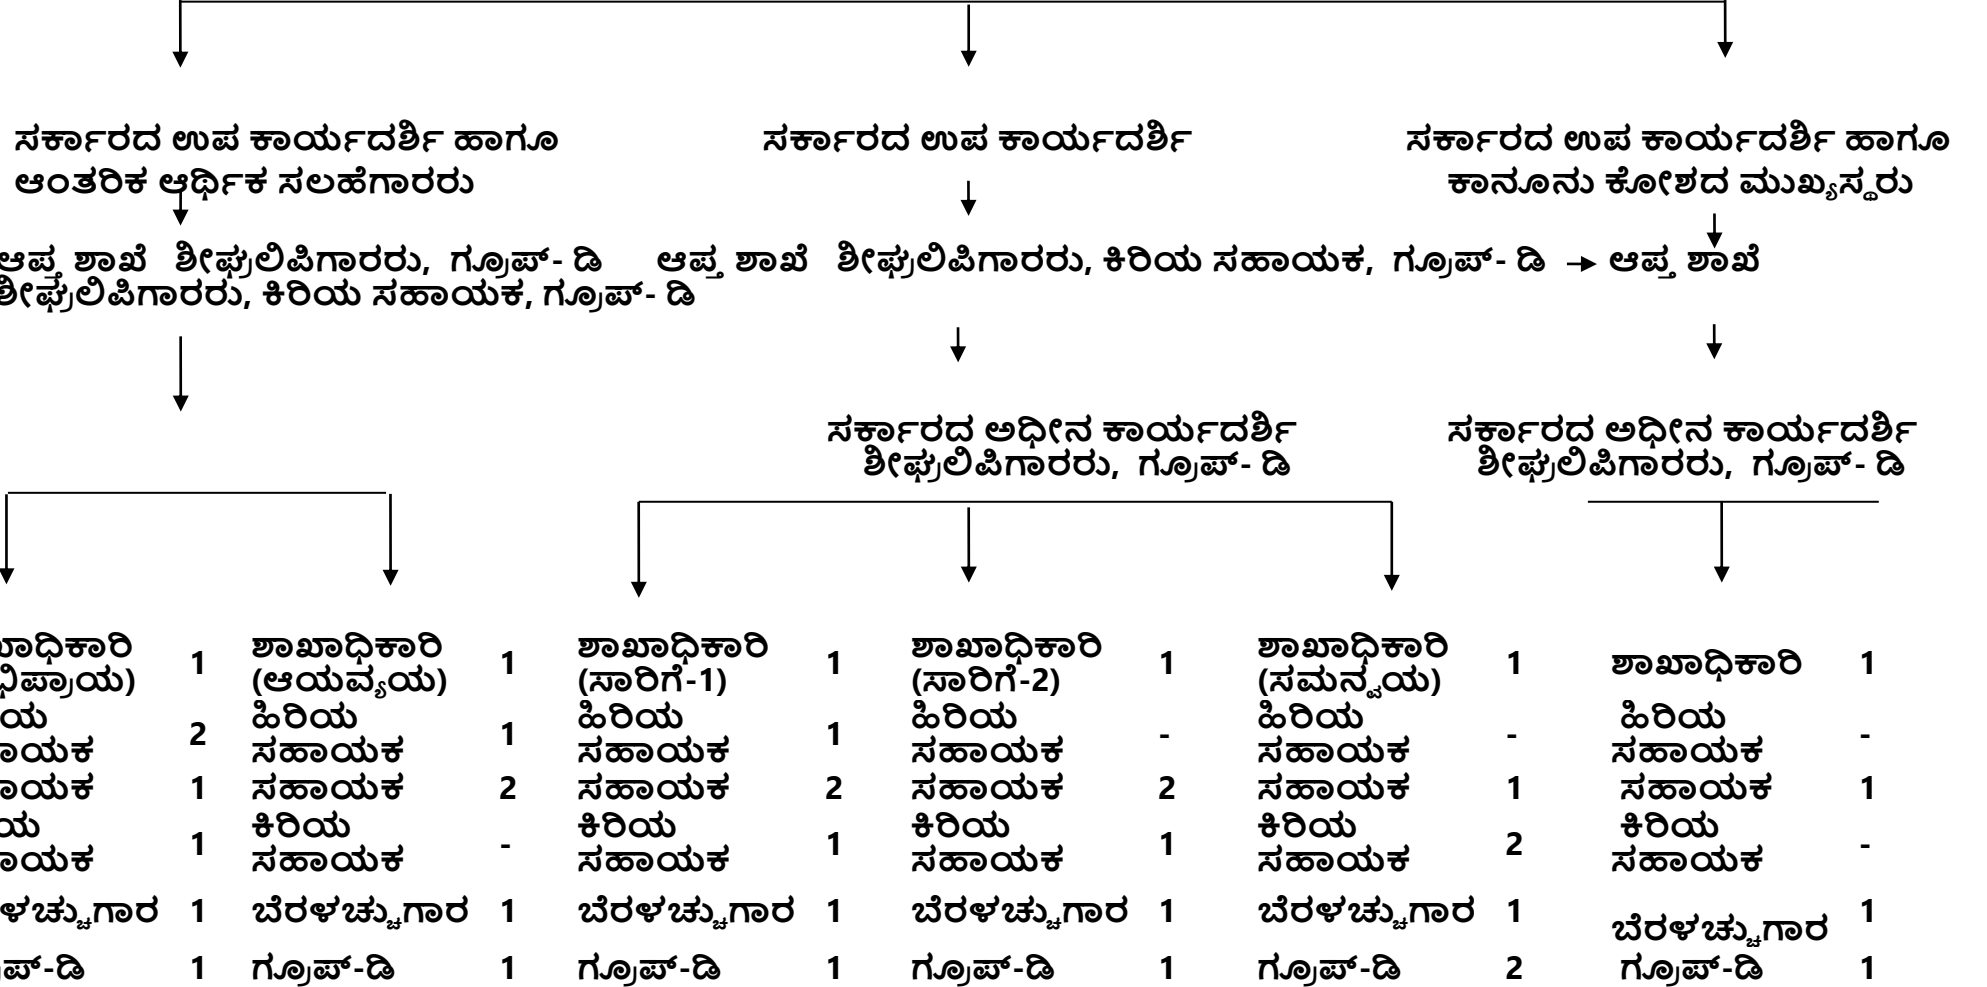 ಸರ್ಕಾರದ ಉಪ ಕಾರ್ಯದರ್ಶಿ ಹಾಗೂ
ಆಂತರಿಕ ಆರ್ಥಿಕ ಸಲಹೆಗಾರರು
ಸರ್ಕಾರದ ಉಪ ಕಾರ್ಯದರ್ಶಿ
ಸರ್ಕಾರದ ಉಪ ಕಾರ್ಯದರ್ಶಿ ಹಾಗೂ
ಕಾನೂನು ಕೋಶದ ಮುಖ್ಯಸ್ಥರು
ಆಪ್ತ ಶಾಖೆ ಶೀಘ್ರಲಿಪಿಗಾರರು, ಗ್ರೂಪ್- ಡಿ ಆಪ್ತ ಶಾಖೆ ಶೀಘ್ರಲಿಪಿಗಾರರು, ಕಿರಿಯ ಸಹಾಯಕ, ಗ್ರೂಪ್- ಡಿ → ಆಪ್ತ ಶಾಖೆ
ಶೀಘ್ರಲಿಪಿಗಾರರು, ಕಿರಿಯ ಸಹಾಯಕ, ಗ್ರೂಪ್- ಡಿ
ಸರ್ಕಾರದ ಅಧೀನ ಕಾರ್ಯದರ್ಶಿ
ಶೀಘ್ರಲಿಪಿಗಾರರು, ಗ್ರೂಪ್- ಡಿ
ಸರ್ಕಾರದ ಅಧೀನ ಕಾರ್ಯದರ್ಶಿ
ಶೀಘ್ರಲಿಪಿಗಾರರು, ಗ್ರೂಪ್- ಡಿ
1
2
1
1
1
1
ಶಾಖಾಧಿಕಾರಿ 1
(ಆಯವ್ಯಯ)
ಹಿರಿಯ
ಸಹಾಯಕ 1
ಸಹಾಯಕ 2
ಕಿರಿಯ
ಸಹಾಯಕ -
ಬೆರಳಚ್ಚುಗಾರ 1
ಗ್ರೂಪ್-ಡಿ 1
ಶಾಖಾಧಿಕಾರಿ 1
(ಸಾರಿಗೆ-1)
ಹಿರಿಯ
ಸಹಾಯಕ 1
ಸಹಾಯಕ 2
ಕಿರಿಯ
ಸಹಾಯಕ 1
ಬೆರಳಚ್ಚುಗಾರ 1
ಗ್ರೂಪ್-ಡಿ 1
ಶಾಖಾಧಿಕಾರಿ 1
(ಸಾರಿಗೆ-2)
ಹಿರಿಯ
ಸಹಾಯಕ -
ಸಹಾಯಕ 2
ಕಿರಿಯ
ಸಹಾಯಕ 1
ಬೆರಳಚ್ಚುಗಾರ 1
ಗ್ರೂಪ್-ಡಿ 1
ಶಾಖಾಧಿಕಾರಿ 1
(ಸಮನ್ವಯ)
ಹಿರಿಯ
ಸಹಾಯಕ -
ಸಹಾಯಕ 1
ಕಿರಿಯ
ಸಹಾಯಕ 2
ಬೆರಳಚ್ಚುಗಾರ 1
ಗ್ರೂಪ್-ಡಿ 2
ಶಾಖಾಧಿಕಾರಿ 1
ಹಿರಿಯ
ಸಹಾಯಕ -
ಸಹಾಯಕ 1
ಕಿರಿಯ
ಸಹಾಯಕ -
ಬೆರಳಚ್ಚುಗಾರ 1
ಗ್ರೂಪ್-ಡಿ 1